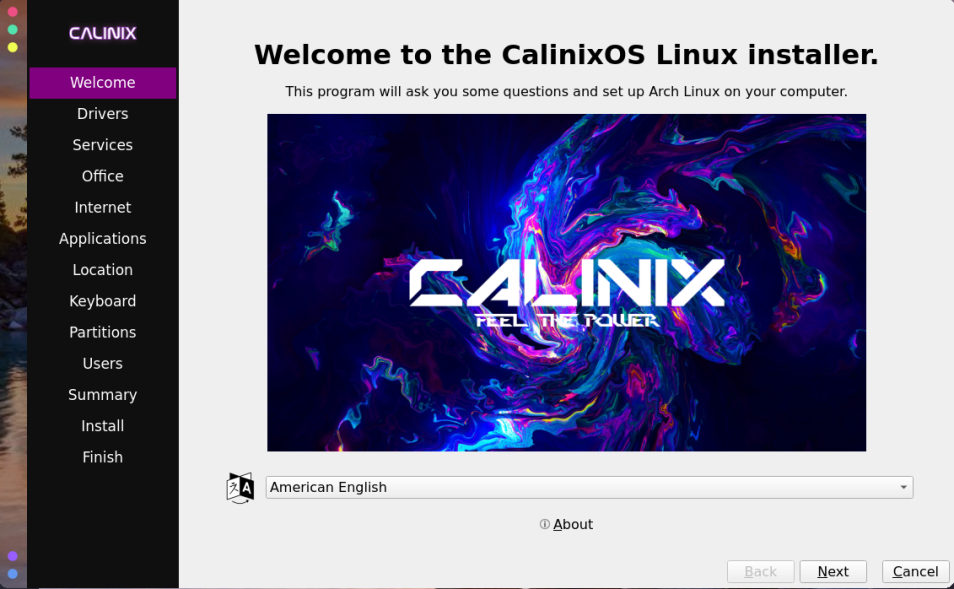 CALINIX
Welcome
Drivers
Services
Office
Internet
Applications
Location
Keyboard
Partitions
Users
Summary
Install
Finish
Welcome to the CalinixOS Linux installer.
This program will ask you some questions and set up Arch Linux on your computer.
CALINIX
FEEL THE POWER
文 A
American English
About
Back
Next
Cancel